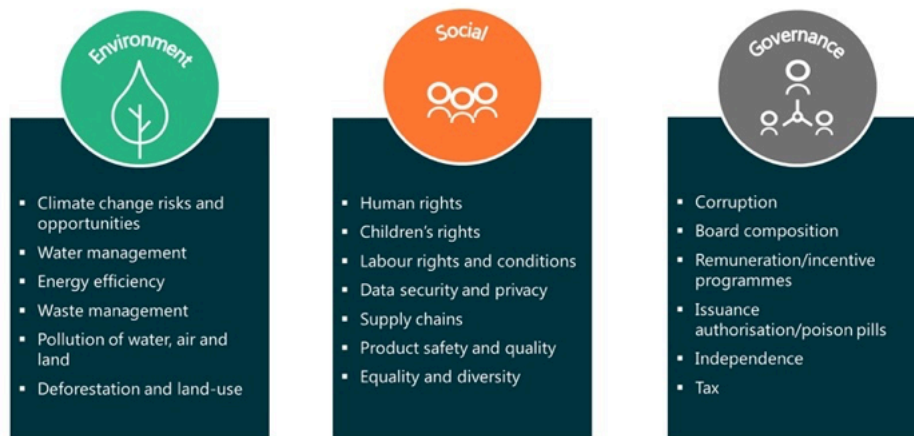 Environment
▪ Climate change risks and
opportunities
▪ Water management
▪ Energy efficiency
▪ Waste management
▪ Pollution of water, air and
land
▪ Deforestation and land-use
Social
▪ Human rights
▪ Children's rights
▪ Labour rights and conditions
▪ Data security and privacy
▪ Supply chains
▪ Product safety and quality
▪ Equality and diversity
Governance
▪ Corruption
▪ Board composition
▪ Remuneration/incentive
programmes
▪ Issuance
authorisation/poison pills
▪ Independence
▪ Tax